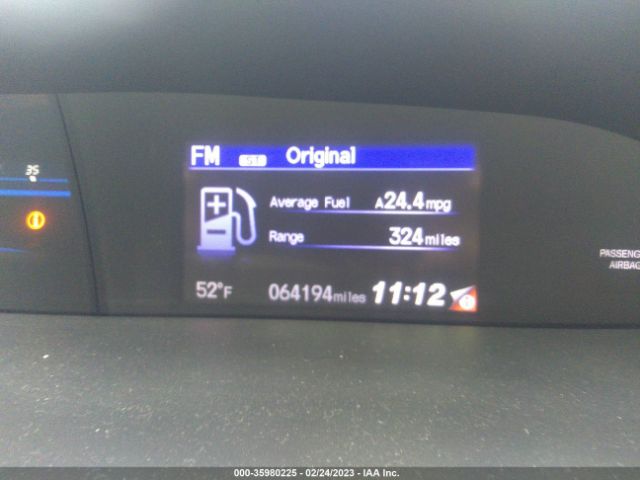 FM Original
35
Average Fuel A24.4mpg
Range 324miles
PASSENG
AIRBAG
52°F 064194miles 11:12
000-35980225 - 02/24/2023 - IAA Inc.